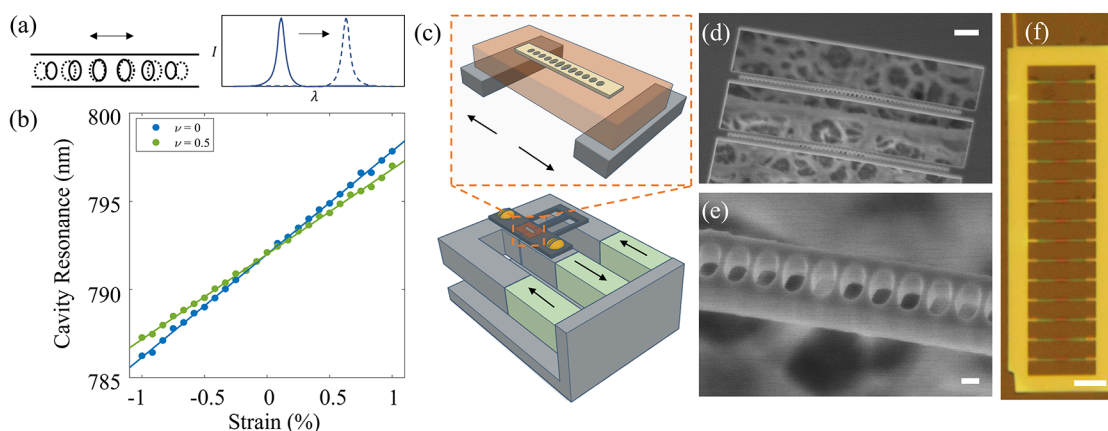 (a)
I
λ
(b)
800
795
790
785
Cavity Resonance (nm)
ν = 0
ν = 0.5
-1
-0.5
0
0.5
1
Strain (%)
(c)
(d)
(e)
(f)